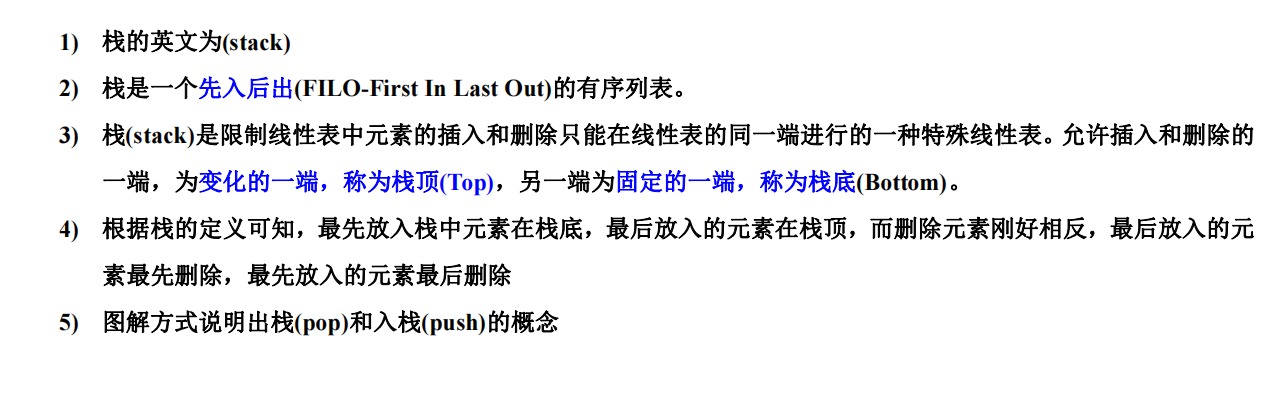 1) 栈的英文为(stack)
2) 栈是一个先入后出(FILO-First In Last Out)的有序列表。
3) 栈(stack)是限制线性表中元素的插入和删除只能在线性表的同一端进行的一种特殊线性表。允许插入和删除的
一端，为变化的一端，称为栈顶(Top)，另一端为固定的一端，称为栈底(Bottom)。
4) 根据栈的定义可知，最先放入栈中元素在栈底，最后放入的元素在栈顶，而删除元素刚好相反，最后放入的元
素最先删除，最先放入的元素最后删除
5) 图解方式说明出栈(pop)和入栈(push)的概念